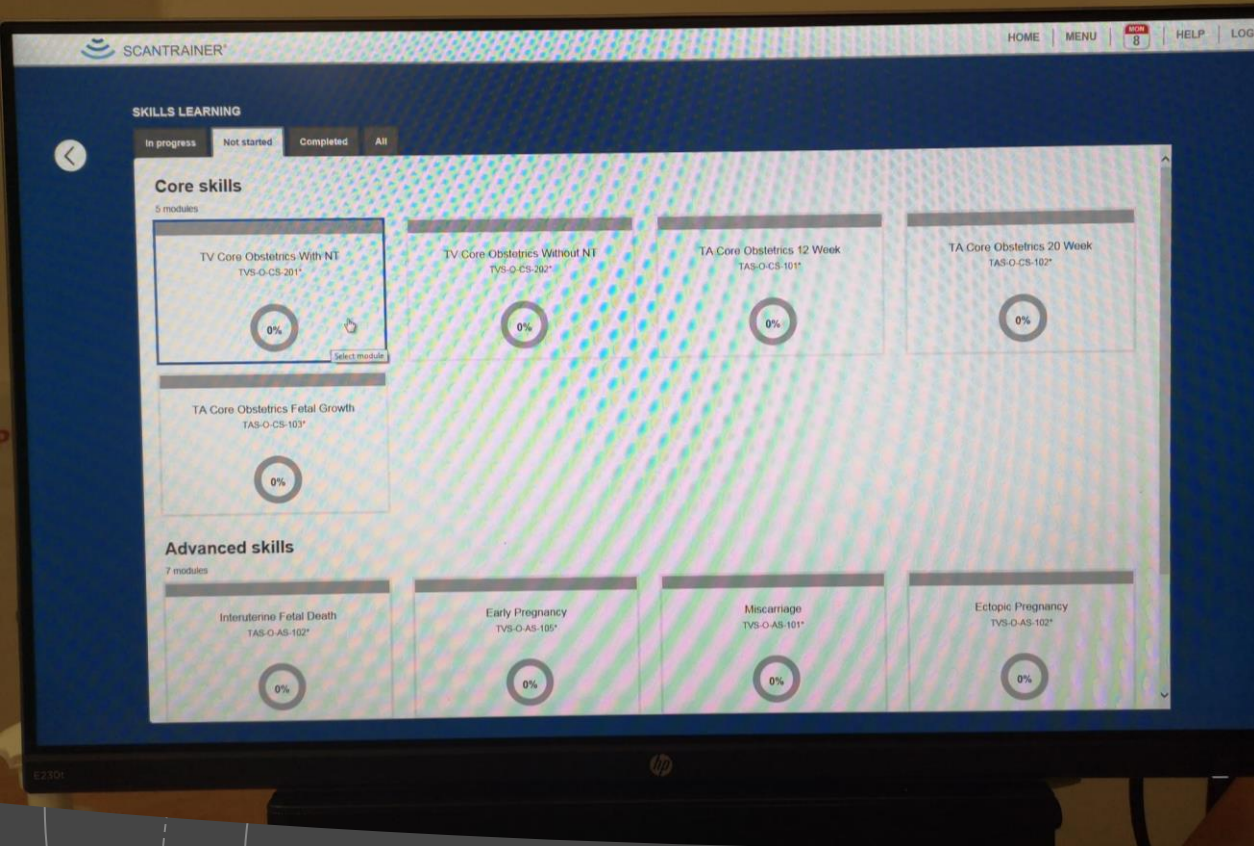 SCANTRAINER®
HOME MENU MON 8 HELP LOG
SKILLS LEARNING
In progress Not started Completed All
Core skills
5 modules
TV Core Obstetrics With NT
TVS-O-CS-201*
0%
Select module
TV Core Obstetrics Without NT
TVS-O-CS-202*
0%
TA Core Obstetrics 12 Week
TAS-O-CS-101*
0%
TA Core Obstetrics 20 Week
TAS-O-CS-102*
0%
TA Core Obstetrics Fetal Growth
TAS-O-CS-103*
0%
Advanced skills
7 modules
Interuterine Fetal Death
TAS-O-AS-102*
0%
Early Pregnancy
TVS-O-AS-105*
0%
Miscarriage
TVS-O-AS-101*
0%
Ectopic Pregnancy
TVS-O-AS-102*
0%
hp
E230t